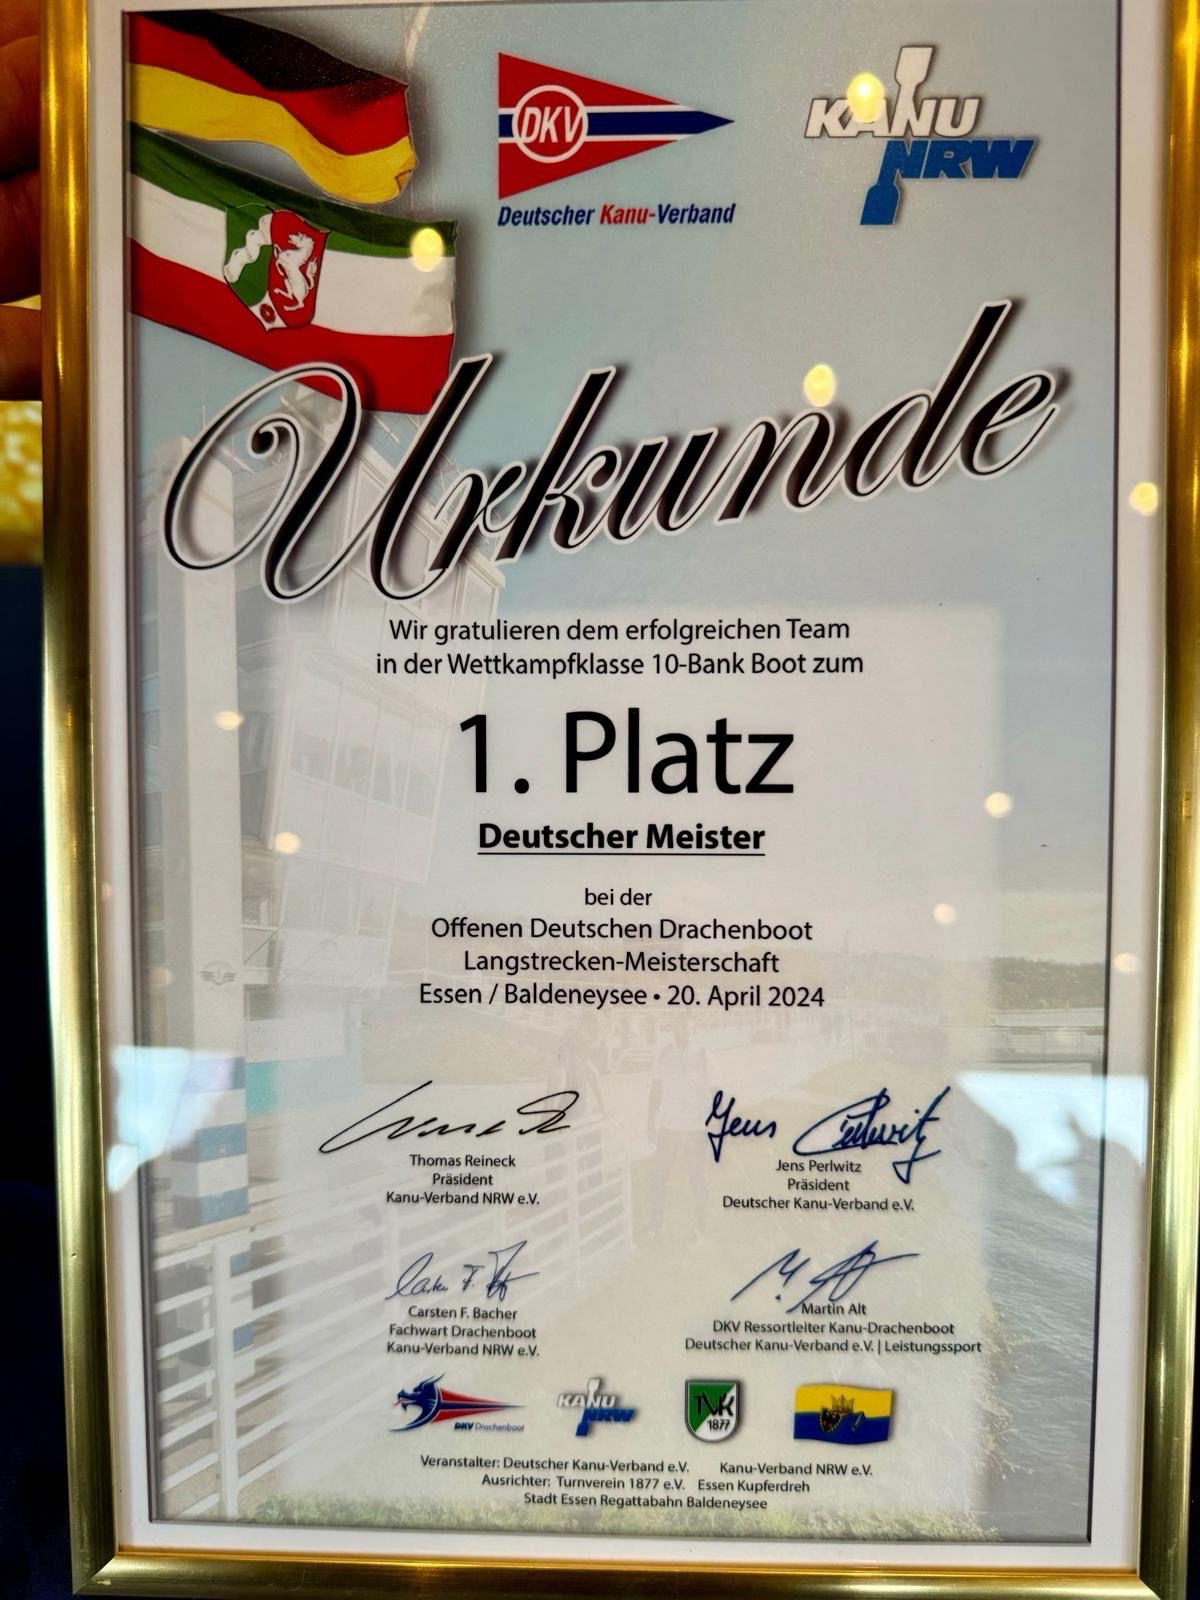 DKV
Deutscher Kanu-Verband
KANU
NRW
Urkunde
Wir gratulieren dem erfolgreichen Team
in der Wettkampfklasse 10-Bank Boot zum
1. Platz
Deutscher Meister
bei der
Offenen Deutschen Drachenboot
Langstrecken-Meisterschaft
Essen / Baldeneysee • 20. April 2024
Thomas Reineck
Präsident
Kanu-Verband NRW e.V.
Jens Perlwitz
Jens Perlwitz
Präsident
Deutscher Kanu-Verband e.V.
Carsten F. Bacher
Fachwart Drachenboot
Kanu-Verband NRW e.V.
Martin Alt
DKV Ressortleiter Kanu-Drachenboot
Deutscher Kanu-Verband e.V. | Leistungssport
DKV Drachenboot
KANU
NRW
TVK
1877
Veranstalter: Deutscher Kanu-Verband e.V. Kanu-Verband NRW e.V.
Ausrichter: Turnverein 1877 e.V. Essen Kupferdreh
Stadt Essen Regattabahn Baldeneysee